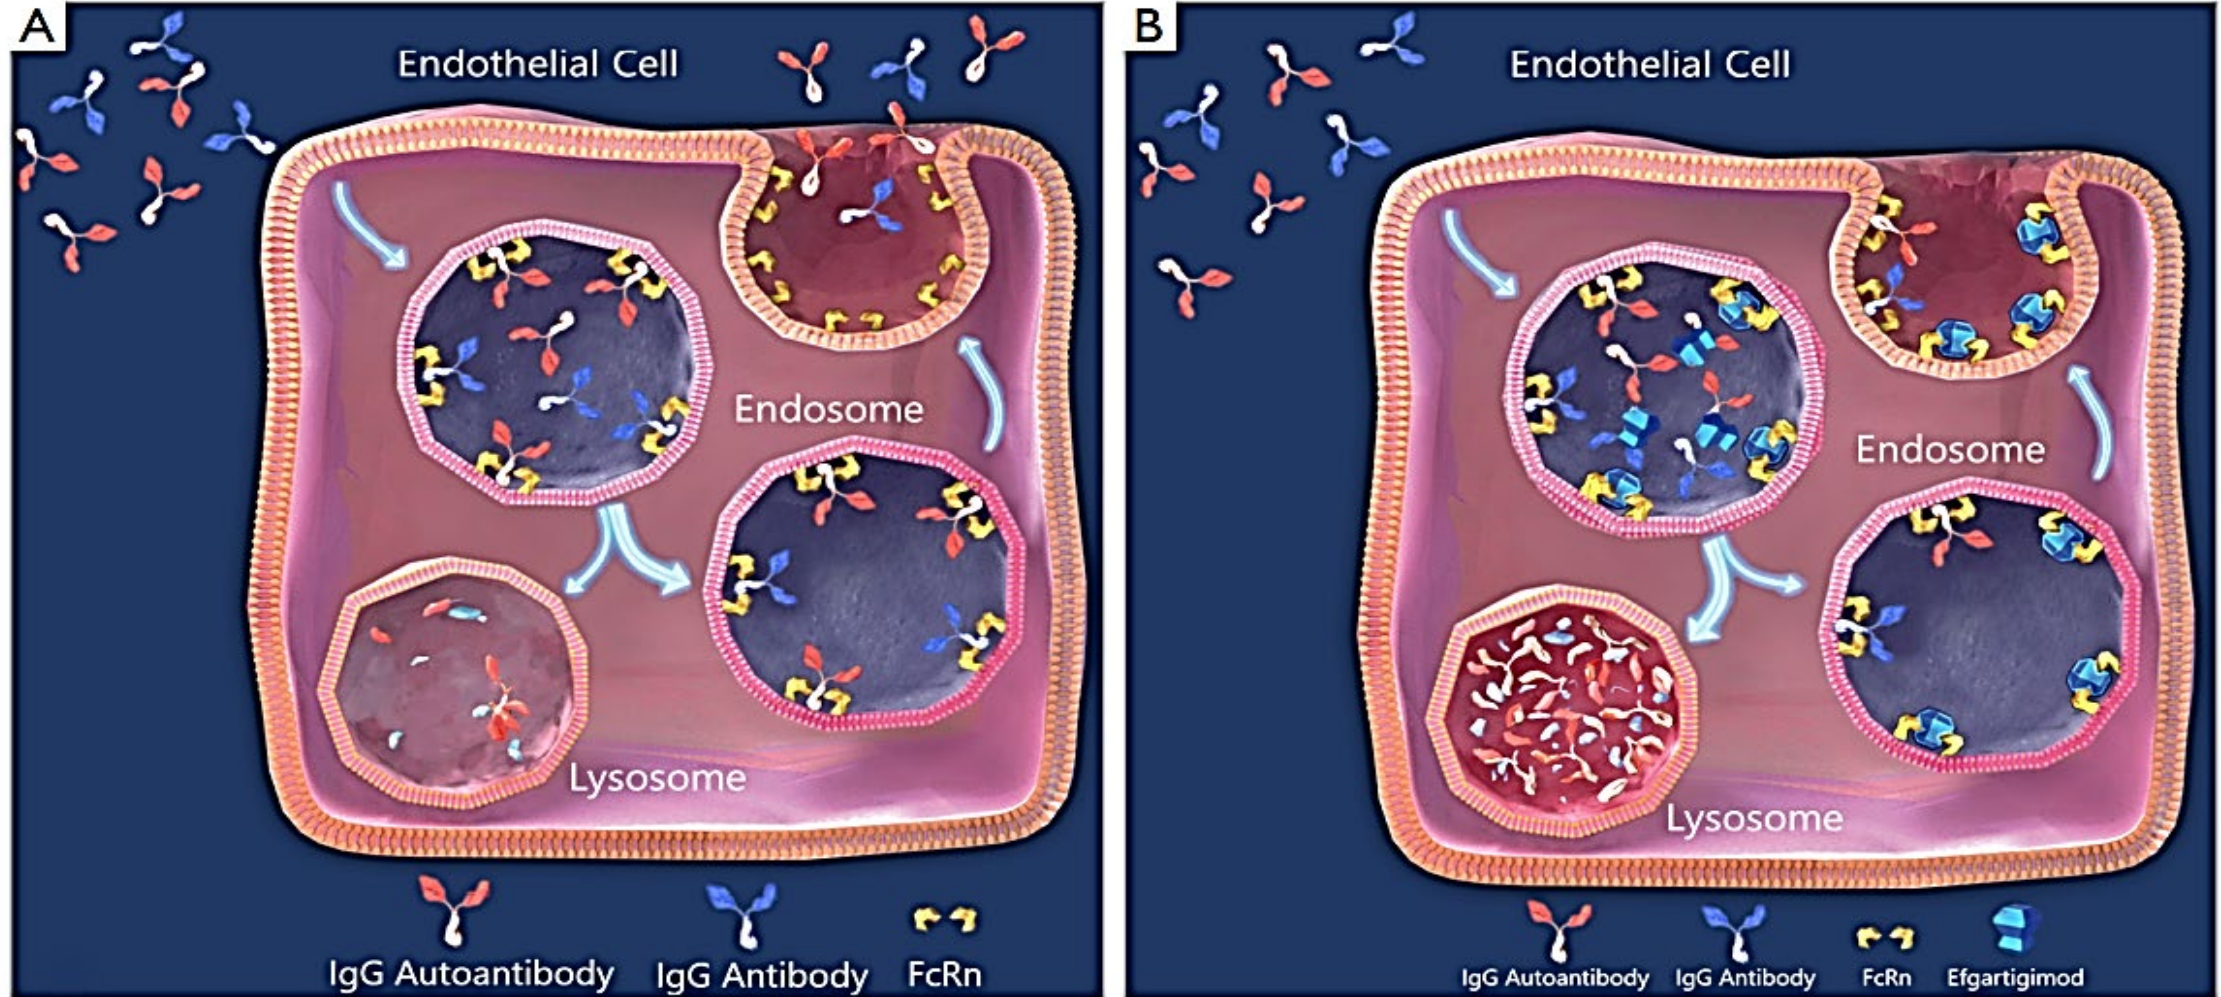 A
Endothelial Cell
Endosome
Lysosome
IgG Autoantibody
IgG Antibody
FcRn
B
Endothelial Cell
Endosome
Lysosome
IgG Autoantibody
IgG Antibody
FcRn
Efgartigimod